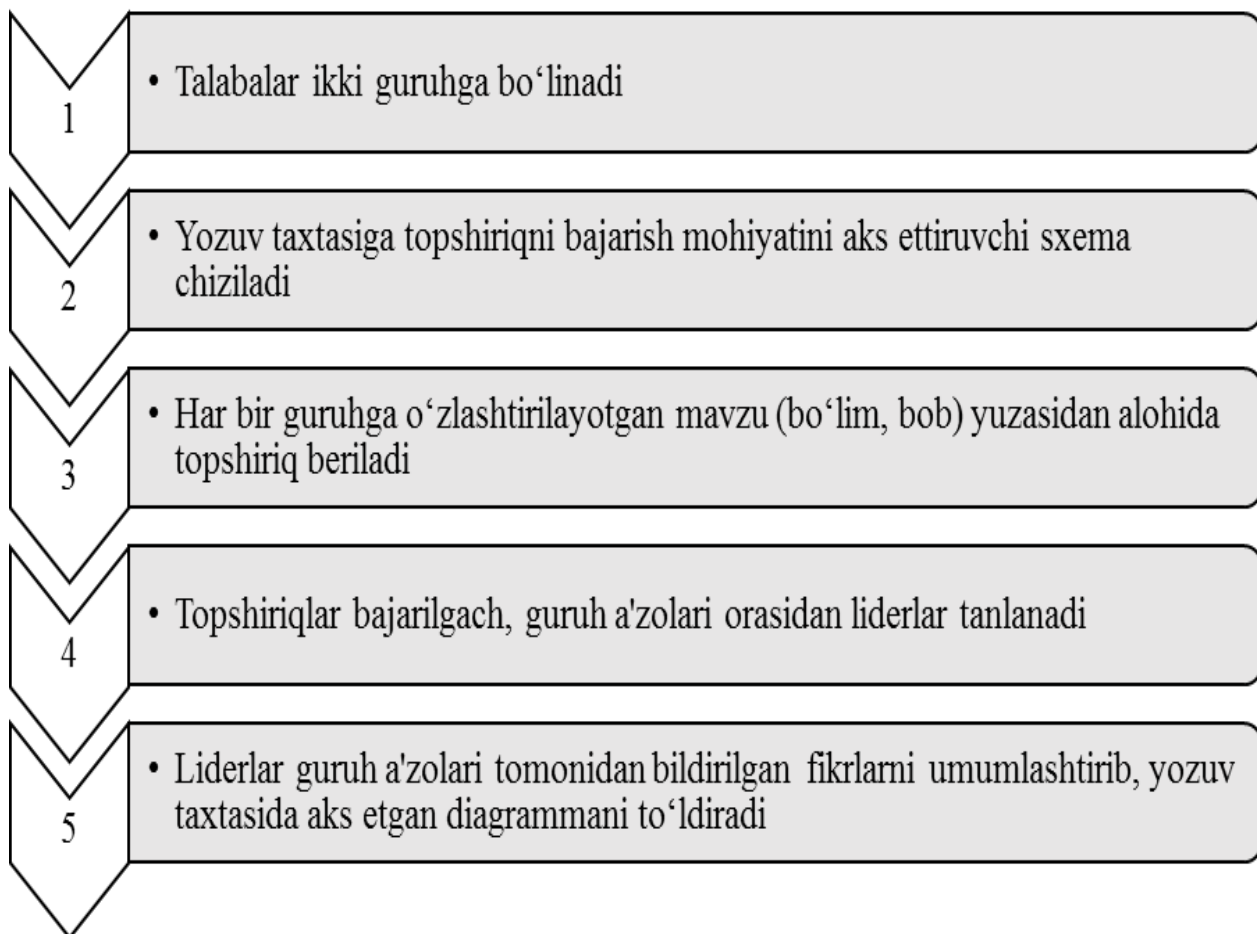 1
• Talabalar ikki guruhga bo‘linadi
2
• Yozuv taxtasiga topshiriqni bajarish mohiyatini aks ettiruvchi sxema
chiziladi
3
• Har bir guruhga o‘zlashtirilayotgan mavzu (bo‘lim, bob) yuzasidan alohida
topshiriq beriladi
4
• Topshiriqlar bajarilgach, guruh a'zolari orasidan liderlar tanlanadi
5
• Liderlar guruh a'zolari tomonidan bildirilgan fikrlarni umumlashtirib, yozuv
taxtasida aks etgan diagrammani to‘ldiradi